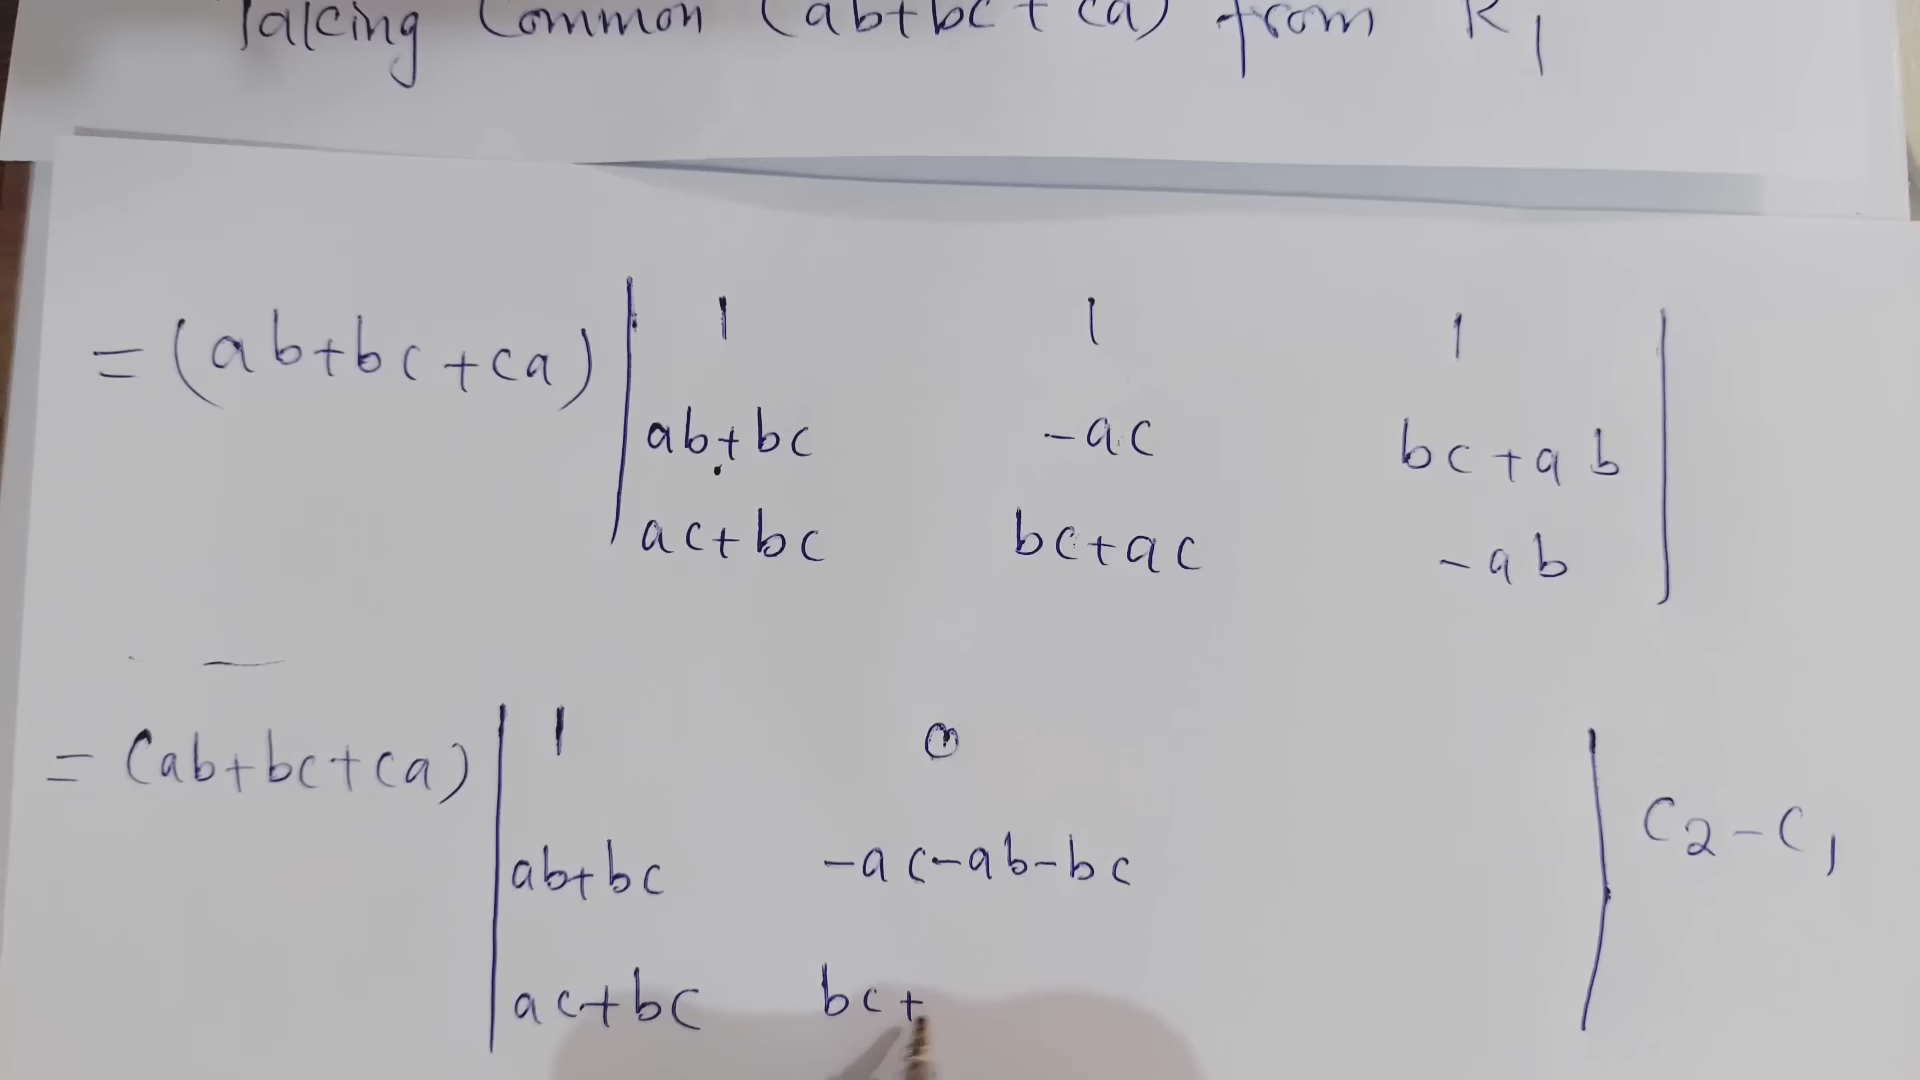 Taking Common (ab+bc+ca) from R1
= (ab+bc+ca) | 1 1 1 |
ab+bc -ac bc+ab
ac+bc bc+ac -ab
= (ab+bc+ca) | 1 0 |
ab+bc -ac-ab-bc C2-C1
ac+bc bc+